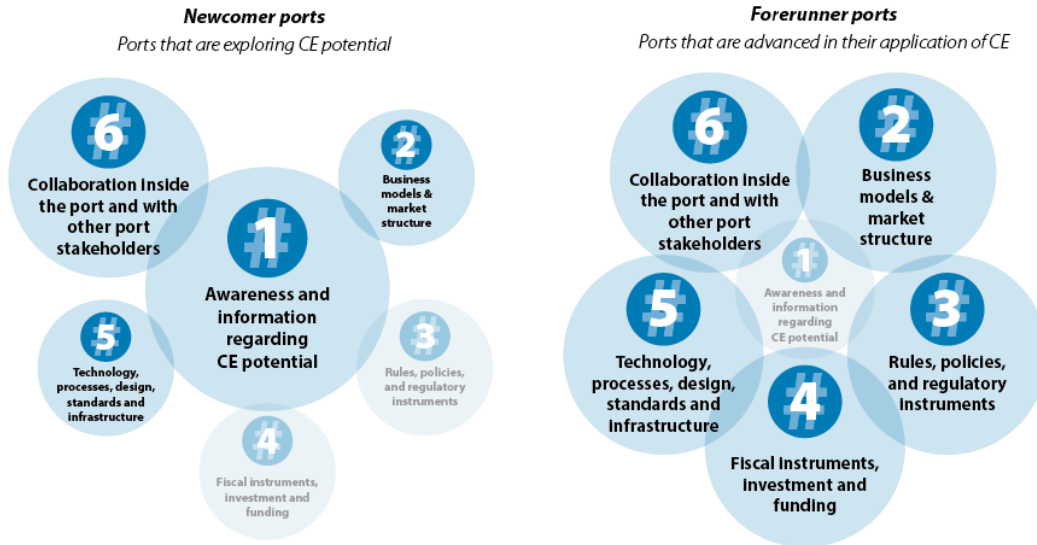 Newcomer ports
Ports that are exploring CE potential
#6
Collaboration inside
the port and with
other port
stakeholders
#2
Business
models &
market
structure
#1
Awareness and
information
regarding
CE potential
#5
Technology,
processes, design,
standards and
infrastructure
#3
Rules, policies,
and regulatory
instruments
#4
Fiscal instruments,
investment and
funding
Forerunner ports
Ports that are advanced in their application of CE
#6
Collaboration inside
the port and with
other port
stakeholders
#2
Business
models &
market
structure
#1
Awareness and
information
regarding
CE potential
#5
Technology,
processes, design,
standards and
infrastructure
#3
Rules, policies,
and regulatory
instruments
#4
Fiscal instruments,
investment and
funding